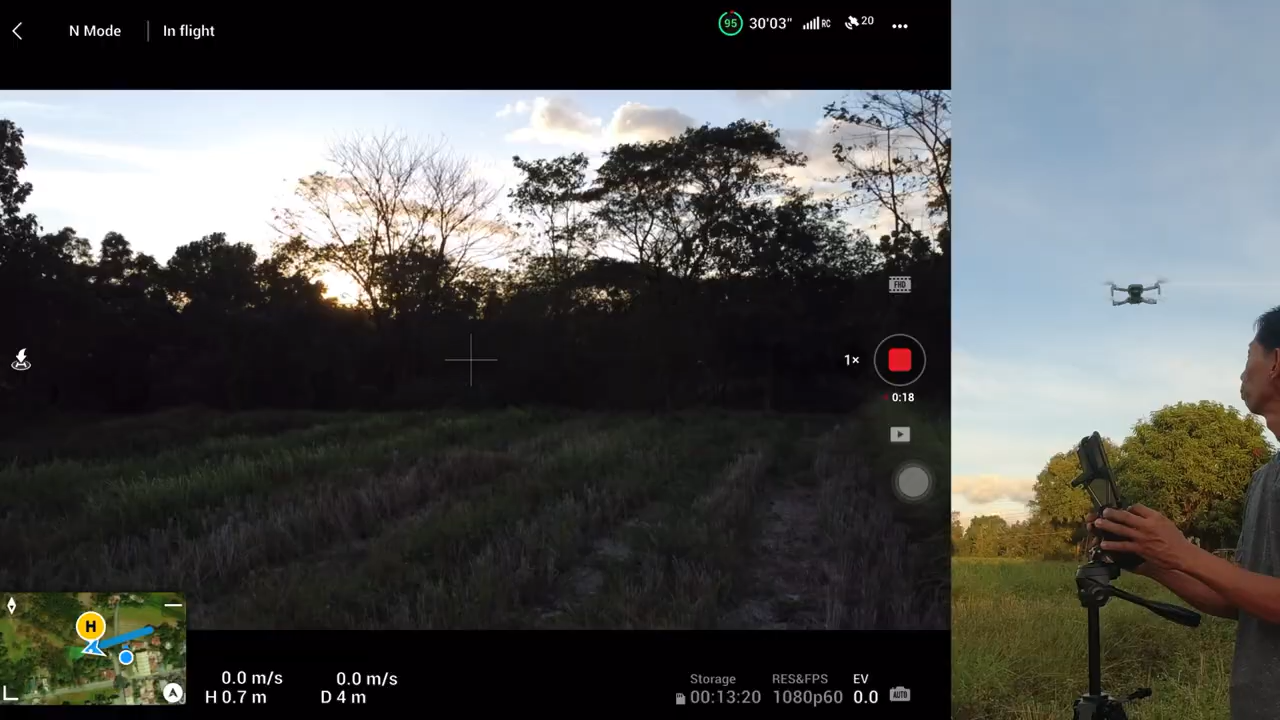 N Mode
In flight
95
30'03"
RC
20
FHD
1×
0:18
H
A
0.0 m/s
0.0 m/s
H 0.7 m
D 4 m
Storage
RES&FPS
EV
00:13:20
1080p60
0.0
AUTO